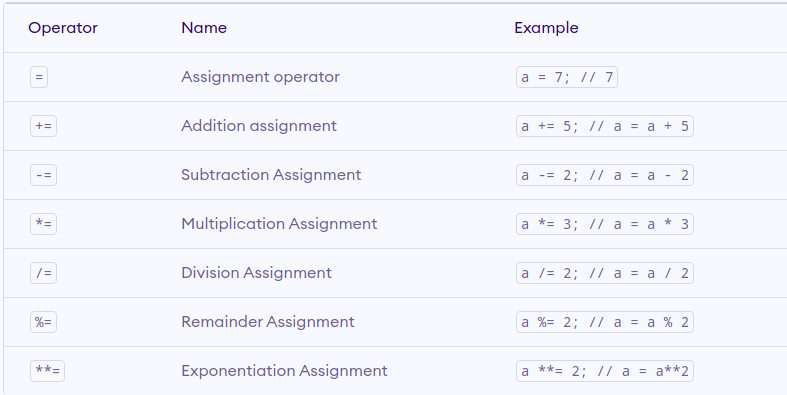 Operator Name Example
= Assignment operator a = 7; // 7
+= Addition assignment a += 5; // a = a + 5
-= Subtraction Assignment a -= 2; // a = a - 2
*= Multiplication Assignment a *= 3; // a = a * 3
/= Division Assignment a /= 2; // a = a / 2
%= Remainder Assignment a %= 2; // a = a % 2
**= Exponentiation Assignment a **= 2; // a = a**2